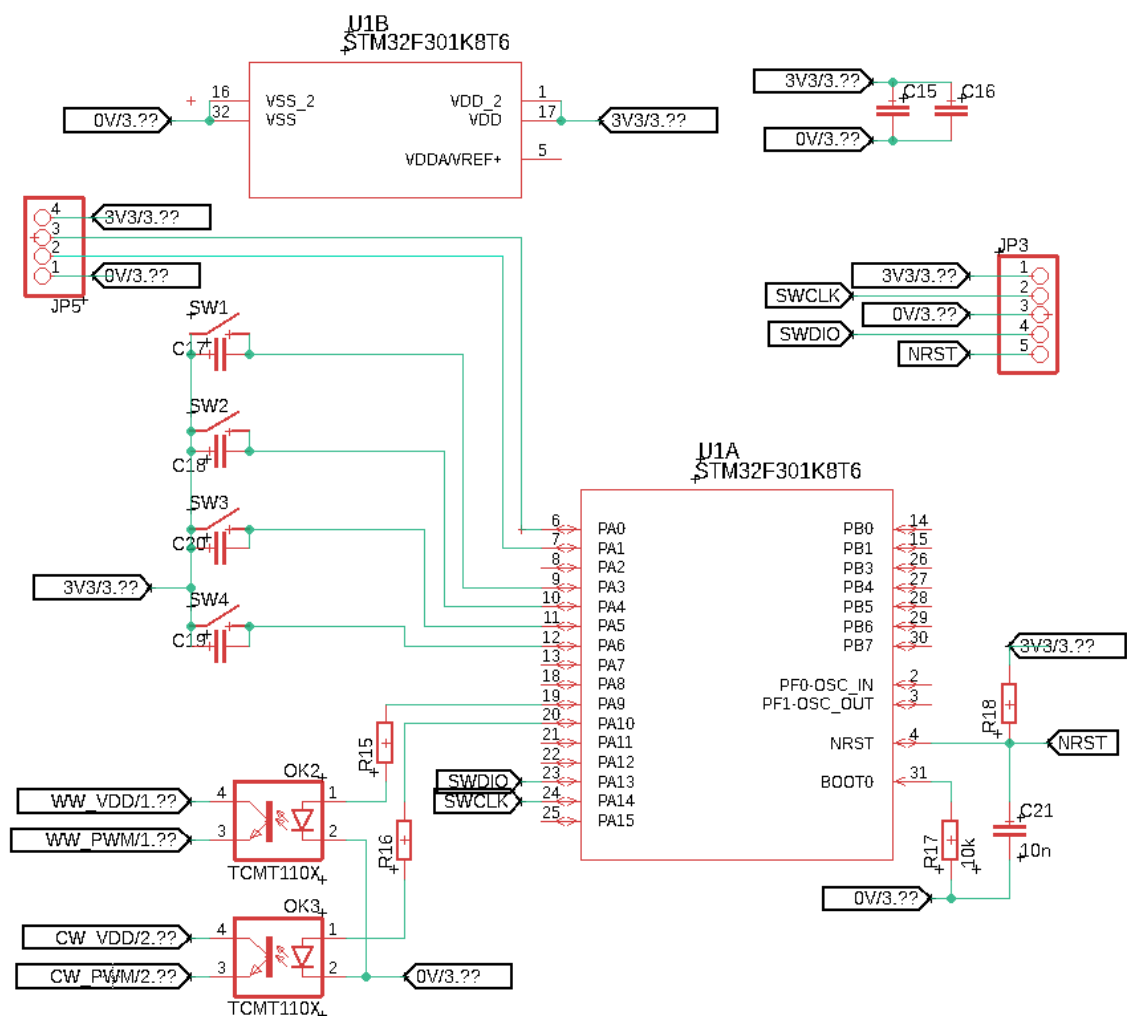 U1B
STM32F301K8T6
16 VSS_2
32 VSS
VDD_2 1
VDD 17
VDDA/VREF+ 5
0V/3.??
3V3/3.??
3V3/3.??
0V/3.??
C15
C16
4
3
2
1
3V3/3.??
0V/3.??
JP5
JP3
3V3/3.??
SWCLK
0V/3.??
SWDIO
NRST
1
2
3
4
5
SW1
C17
SW2
C18
SW3
C20
3V3/3.??
SW4
C19
U1A
STM32F301K8T6
6 PA0
7 PA1
8 PA2
9 PA3
10 PA4
11 PA5
12 PA6
13 PA7
18 PA8
19 PA9
20 PA10
21 PA11
22 PA12
23 PA13
24 PA14
25 PA15
PB0 14
PB1 15
PB3 26
PB4 27
PB5 28
PB6 29
PB7 30
PF0-OSC_IN 2
PF1-OSC_OUT 3
NRST 4
BOOT0 31
3V3/3.??
R18
NRST
C21
10n
R17
10k
0V/3.??
SWDIO
SWCLK
R15
R16
OK2
WW_VDD/1.??
WW_PWM/1.??
4
3
1
2
TCMT110X
OK3
CW_VDD/2.??
CW_PWM/2.??
4
3
1
2
TCMT110X
0V/3.??